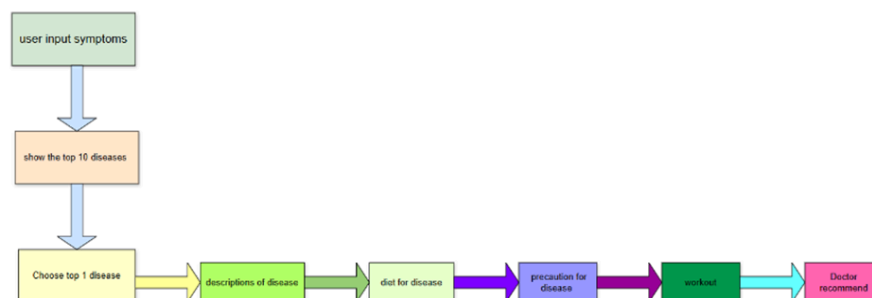 user input symptoms
show the top 10 diseases
Choose top 1 disease
descriptions of disease
diet for disease
precaution for
disease
workout
Doctor
recommend